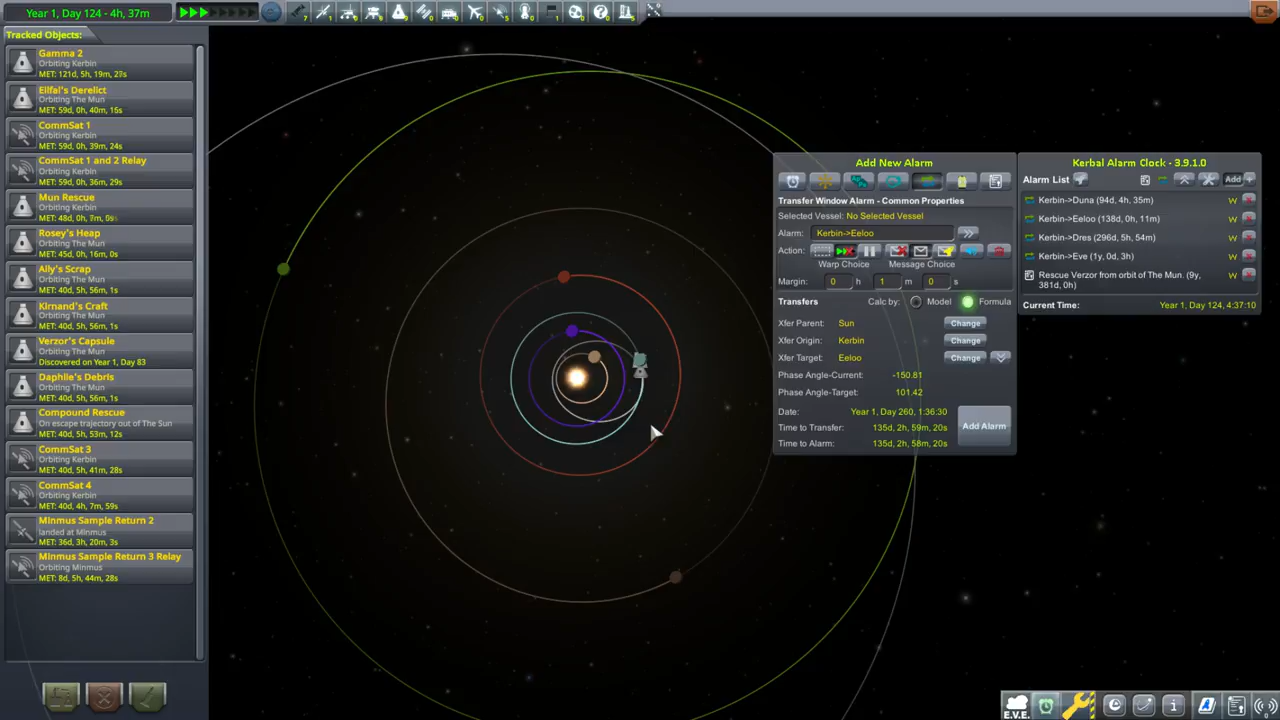 Year 1, Day 124 - 4h, 37m
Tracked Objects:
Gamma 2
Orbiting Kerbin
MET: 121d, 5h, 19m, 27s
Eilfal's Derelict
Orbiting The Mun
MET: 59d, 0h, 40m, 15s
CommSat 1
Orbiting Kerbin
MET: 59d, 0h, 39m, 24s
CommSat 1 and 2 Relay
Orbiting Kerbin
MET: 59d, 0h, 36m, 29s
Mun Rescue
Orbiting Kerbin
MET: 48d, 0h, 7m, 0s
Rosey's Heap
Orbiting The Mun
MET: 45d, 0h, 16m, 0s
Ally's Scrap
Orbiting The Mun
MET: 40d, 5h, 56m, 1s
Kirnand's Craft
Orbiting The Mun
MET: 40d, 5h, 56m, 1s
Verzor's Capsule
Orbiting The Mun
Discovered on Year 1, Day 83
Daphlie's Debris
Orbiting The Mun
MET: 40d, 5h, 56m, 1s
Compound Rescue
On escape trajectory out of The Sun
MET: 40d, 5h, 53m, 12s
CommSat 3
Orbiting Kerbin
MET: 40d, 5h, 41m, 28s
CommSat 4
Orbiting Kerbin
MET: 40d, 4h, 7m, 59s
Minmus Sample Return 2
landed at Minmus
MET: 36d, 3h, 20m, 3s
Minmus Sample Return 3 Relay
Orbiting Minmus
MET: 8d, 5h, 44m, 28s
Add New Alarm
Transfer Window Alarm - Common Properties
Selected Vessel: No Selected Vessel
Alarm: Kerbin->Eeloo
Action:
Warp Choice Message Choice
Margin: 0 h 1 m 0 s
Transfers Calc by: Model Formula
Xfer Parent: Sun Change
Xfer Origin: Kerbin Change
Xfer Target: Eeloo Change
Phase Angle-Current: -150.81
Phase Angle-Target: 101.42
Date: Year 1, Day 260, 1:36:30
Time to Transfer: 135d, 2h, 59m, 20s
Time to Alarm: 135d, 2h, 58m, 20s
Add Alarm
Kerbal Alarm Clock - 3.9.1.0
Alarm List Add +
Kerbin->Duna (94d, 4h, 35m) W
Kerbin->Eeloo (138d, 0h, 11m) W
Kerbin->Dres (296d, 5h, 54m) W
Kerbin->Eve (1y, 0d, 3h) W
Rescue Verzor from orbit of The Mun. (9y, W
381d, 0h)
Current Time: Year 1, Day 124, 4:37:10
E.V.E.